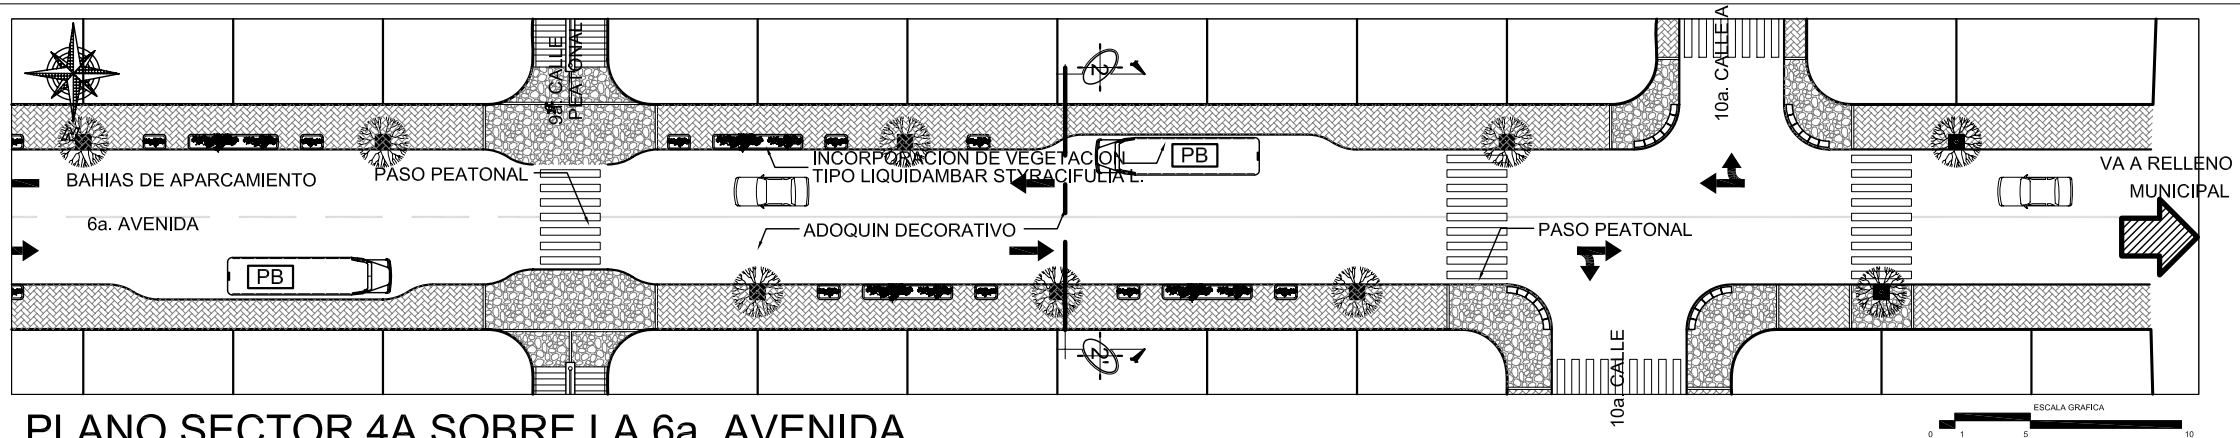 9a. CALLE
PEATONAL
10a. CALLE A
2
INCORPORACION DE VEGETACION
TIPO LIQUIDAMBAR STYRACIFULIA L.
PB
VA A RELLENO
MUNICIPAL
BAHIAS DE APARCAMIENTO
PASO PEATONAL
6a. AVENIDA
ADOQUIN DECORATIVO
PASO PEATONAL
PB
2'
10a. CALLE
PLANO SECTOR 4A SOBRE LA 6a. AVENIDA
ESCALA GRAFICA
0 1 5 10